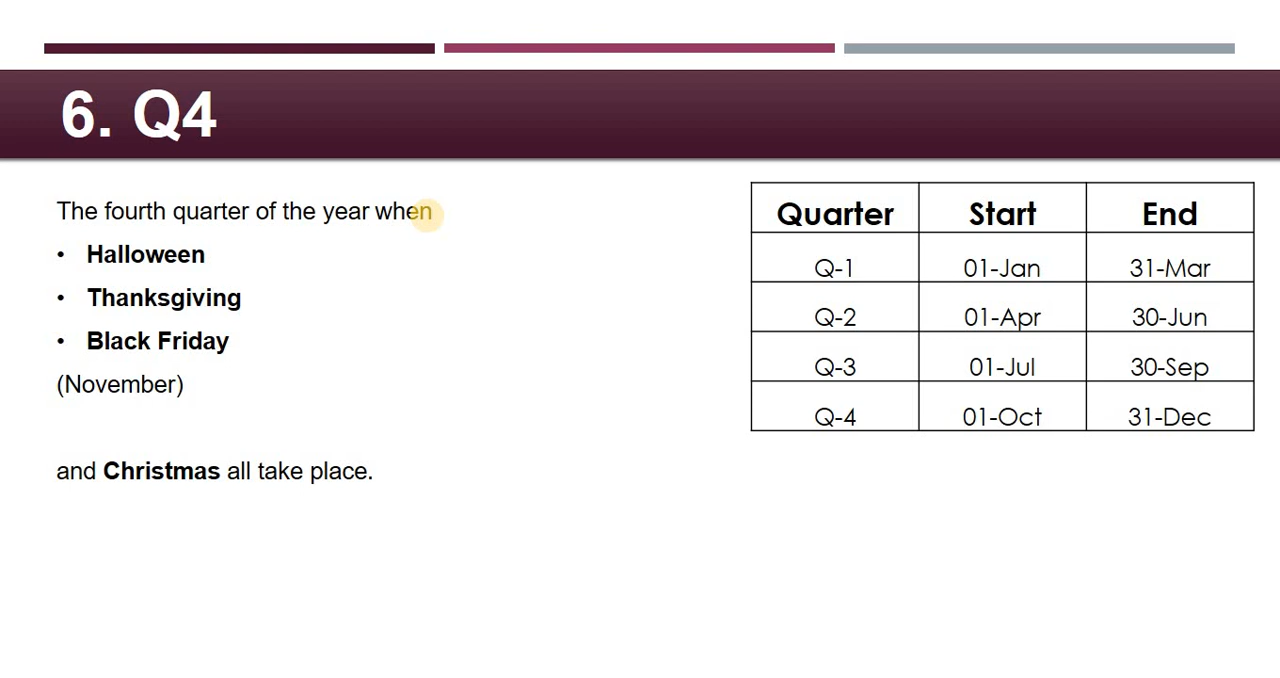 6. Q4
The fourth quarter of the year when
• Halloween
• Thanksgiving
• Black Friday
(November)
and Christmas all take place.
Quarter Start End
Q-1 01-Jan 31-Mar
Q-2 01-Apr 30-Jun
Q-3 01-Jul 30-Sep
Q-4 01-Oct 31-Dec